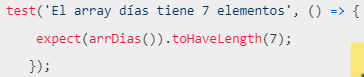 test('El array días tiene 7 elementos', () => {
expect(arrDias()).toHaveLength(7);
});